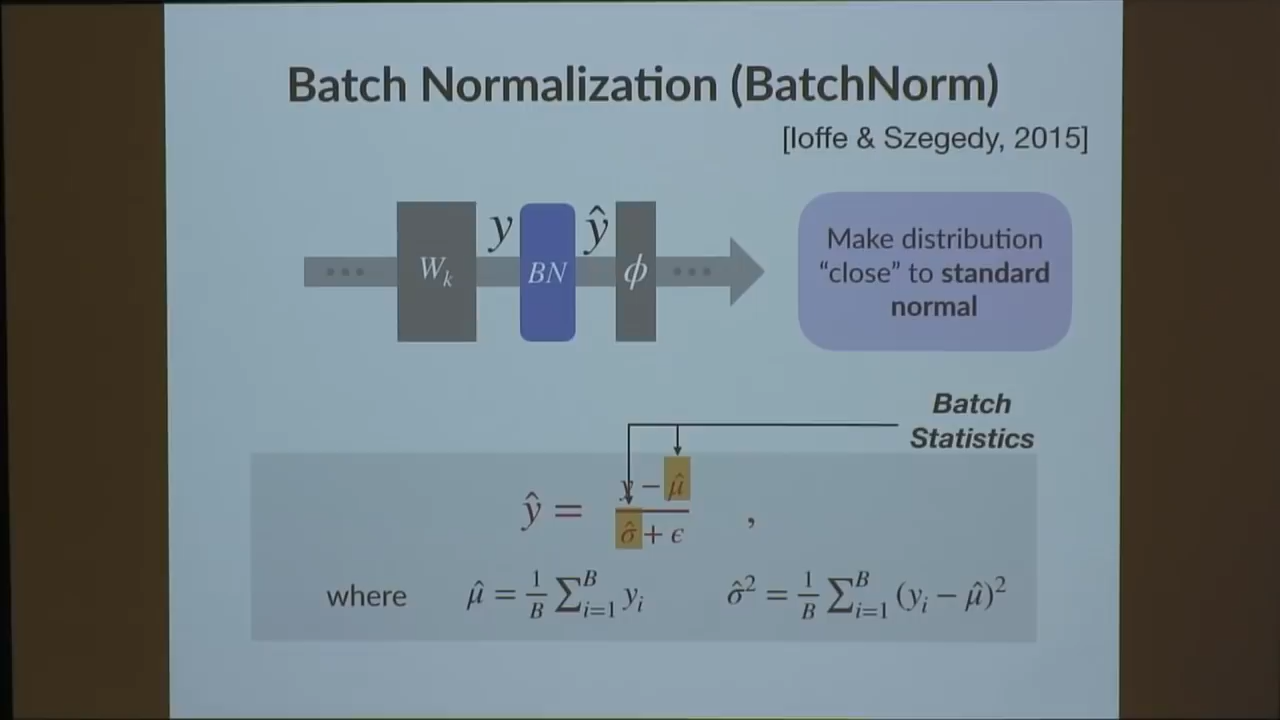 Batch Normalization (BatchNorm)
[Ioffe & Szegedy, 2015]
... W_k y BN ŷ ϕ ...
Make distribution
“close” to standard
normal
Batch
Statistics
ŷ = (y − μ̂) / (σ̂ + ϵ) ,
where μ̂ = 1/B ∑_{i=1}^{B} y_i σ̂² = 1/B ∑_{i=1}^{B} (y_i − μ̂)²